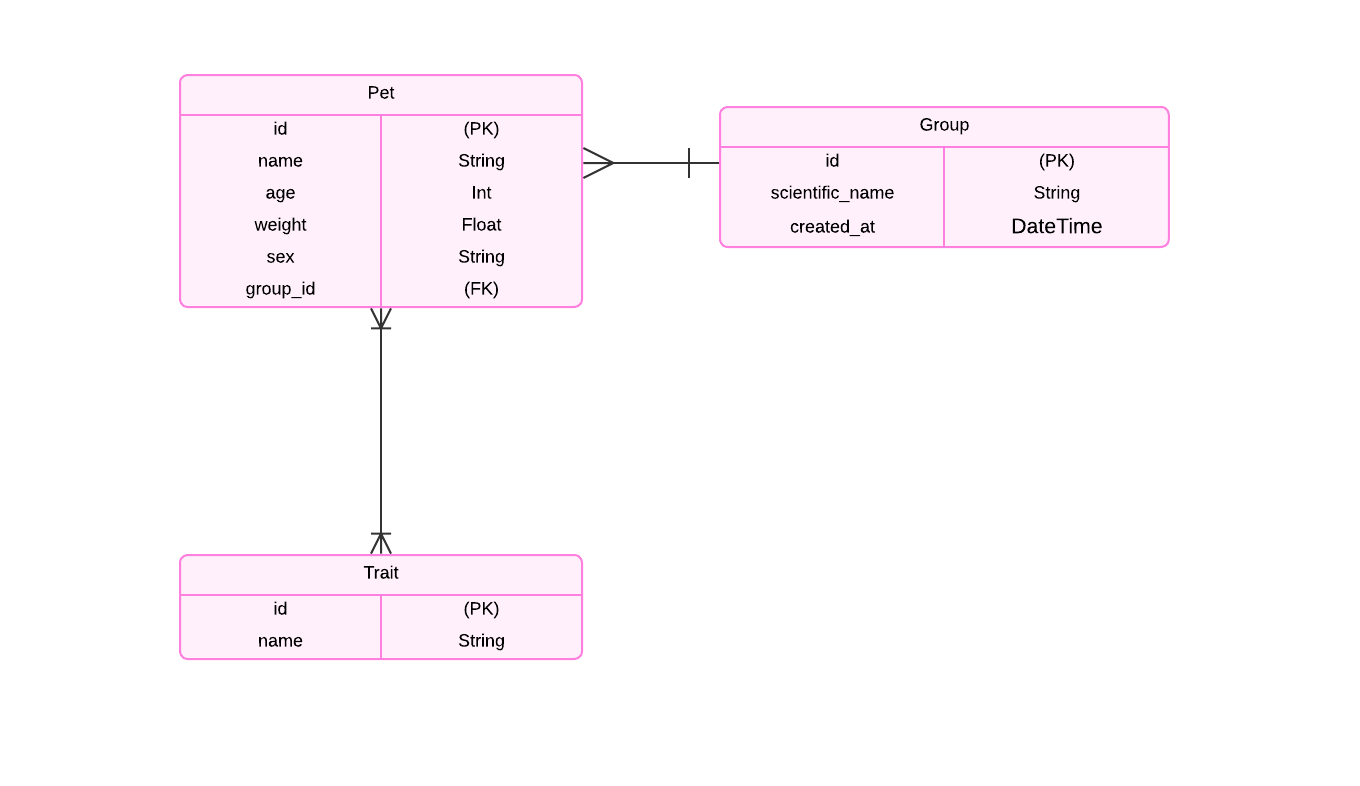 Pet
id (PK)
name String
age Int
weight Float
sex String
group_id (FK)
Group
id (PK)
scientific_name String
created_at DateTime
Trait
id (PK)
name String